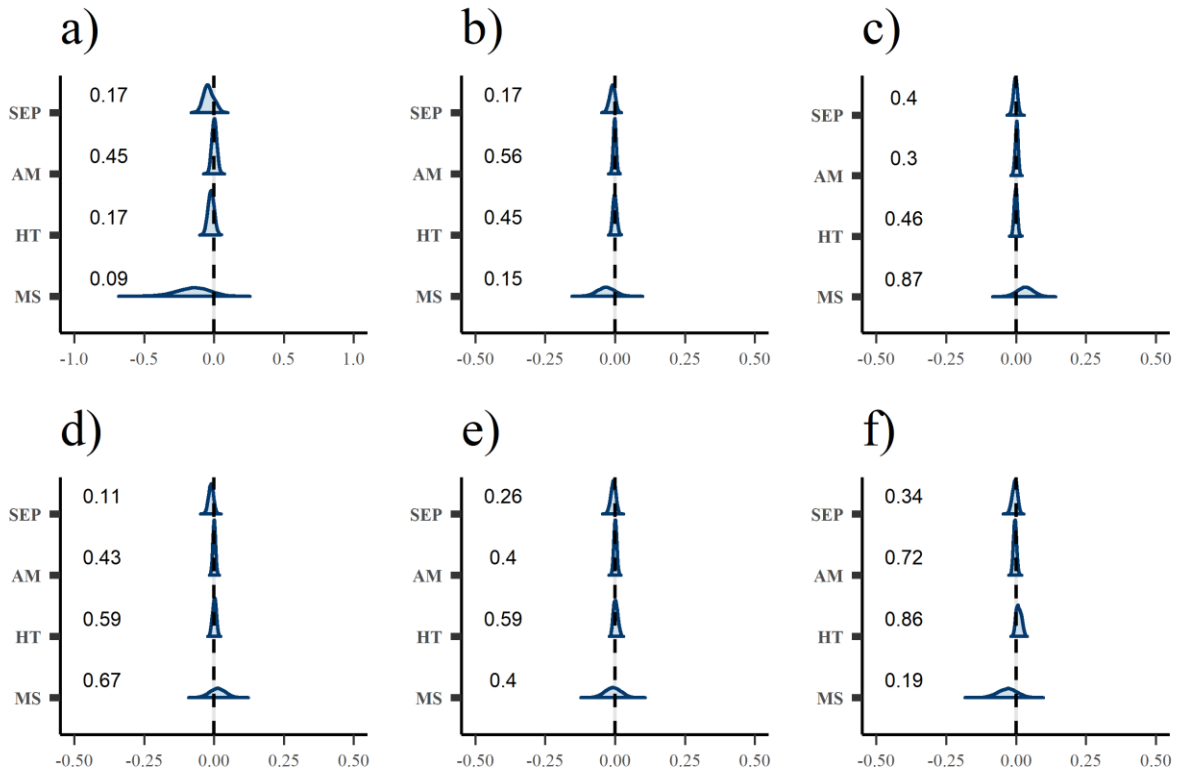 a)
SEP 0.17
AM 0.45
HT 0.17
MS 0.09
-1.0 -0.5 0.0 0.5 1.0
b)
SEP 0.17
AM 0.56
HT 0.45
MS 0.15
-0.50 -0.25 0.00 0.25 0.50
c)
SEP 0.4
AM 0.3
HT 0.46
MS 0.87
-0.50 -0.25 0.00 0.25 0.50
d)
SEP 0.11
AM 0.43
HT 0.59
MS 0.67
-0.50 -0.25 0.00 0.25 0.50
e)
SEP 0.26
AM 0.4
HT 0.59
MS 0.4
-0.50 -0.25 0.00 0.25 0.50
f)
SEP 0.34
AM 0.72
HT 0.86
MS 0.19
-0.50 -0.25 0.00 0.25 0.50